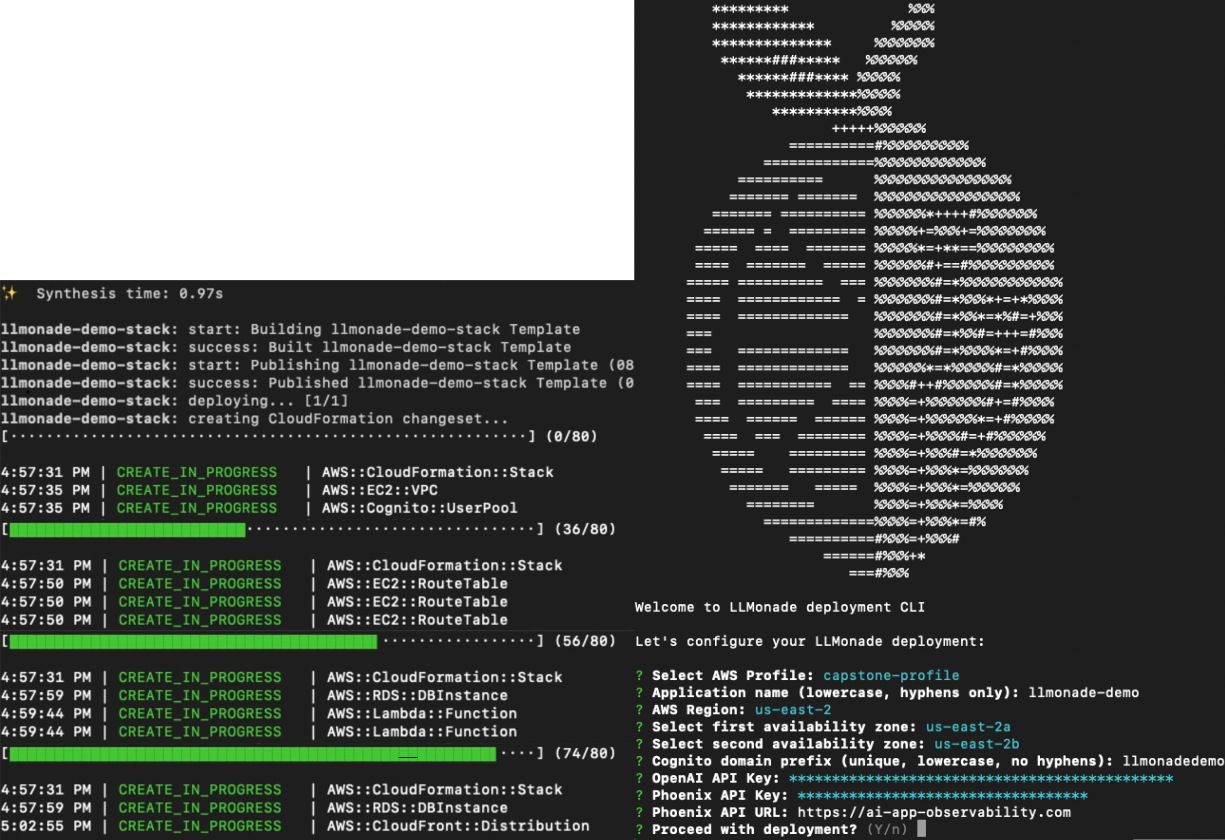 ✨  Synthesis time: 0.97s
llmonade-demo-stack: start: Building llmonade-demo-stack Template
llmonade-demo-stack: success: Built llmonade-demo-stack Template
llmonade-demo-stack: start: Publishing llmonade-demo-stack Template (08
llmonade-demo-stack: success: Published llmonade-demo-stack Template (0
llmonade-demo-stack: deploying... [1/1]
llmonade-demo-stack: creating CloudFormation changeset...
(0/80)
4:57:31 PM | CREATE_IN_PROGRESS | AWS::CloudFormation::Stack
4:57:35 PM | CREATE_IN_PROGRESS | AWS::EC2::VPC
4:57:35 PM | CREATE_IN_PROGRESS | AWS::Cognito::UserPool
(36/80)
4:57:31 PM | CREATE_IN_PROGRESS | AWS::CloudFormation::Stack
4:57:50 PM | CREATE_IN_PROGRESS | AWS::EC2::RouteTable
4:57:50 PM | CREATE_IN_PROGRESS | AWS::EC2::RouteTable
4:57:50 PM | CREATE_IN_PROGRESS | AWS::EC2::RouteTable
(56/80)
4:57:31 PM | CREATE_IN_PROGRESS | AWS::CloudFormation::Stack
4:57:59 PM | CREATE_IN_PROGRESS | AWS::RDS::DBInstance
4:59:44 PM | CREATE_IN_PROGRESS | AWS::Lambda::Function
4:59:44 PM | CREATE_IN_PROGRESS | AWS::Lambda::Function
(74/80)
4:57:31 PM | CREATE_IN_PROGRESS | AWS::CloudFormation::Stack
4:57:59 PM | CREATE_IN_PROGRESS | AWS::RDS::DBInstance
5:02:55 PM | CREATE_IN_PROGRESS | AWS::CloudFront::Distribution
Welcome to LLMonade deployment CLI
Let's configure your LLMonade deployment:
? Select AWS Profile: capstone-profile
? Application name (lowercase, hyphens only): llmonade-demo
? AWS Region: us-east-2
? Select first availability zone: us-east-2a
? Select second availability zone: us-east-2b
? Cognito domain prefix (unique, lowercase, no hyphens): llmonadedemo
? OpenAI API Key: *********************************************
? Phoenix API Key: **********************************
? Phoenix API URL: https://ai-app-observability.com
? Proceed with deployment? (Y/n)